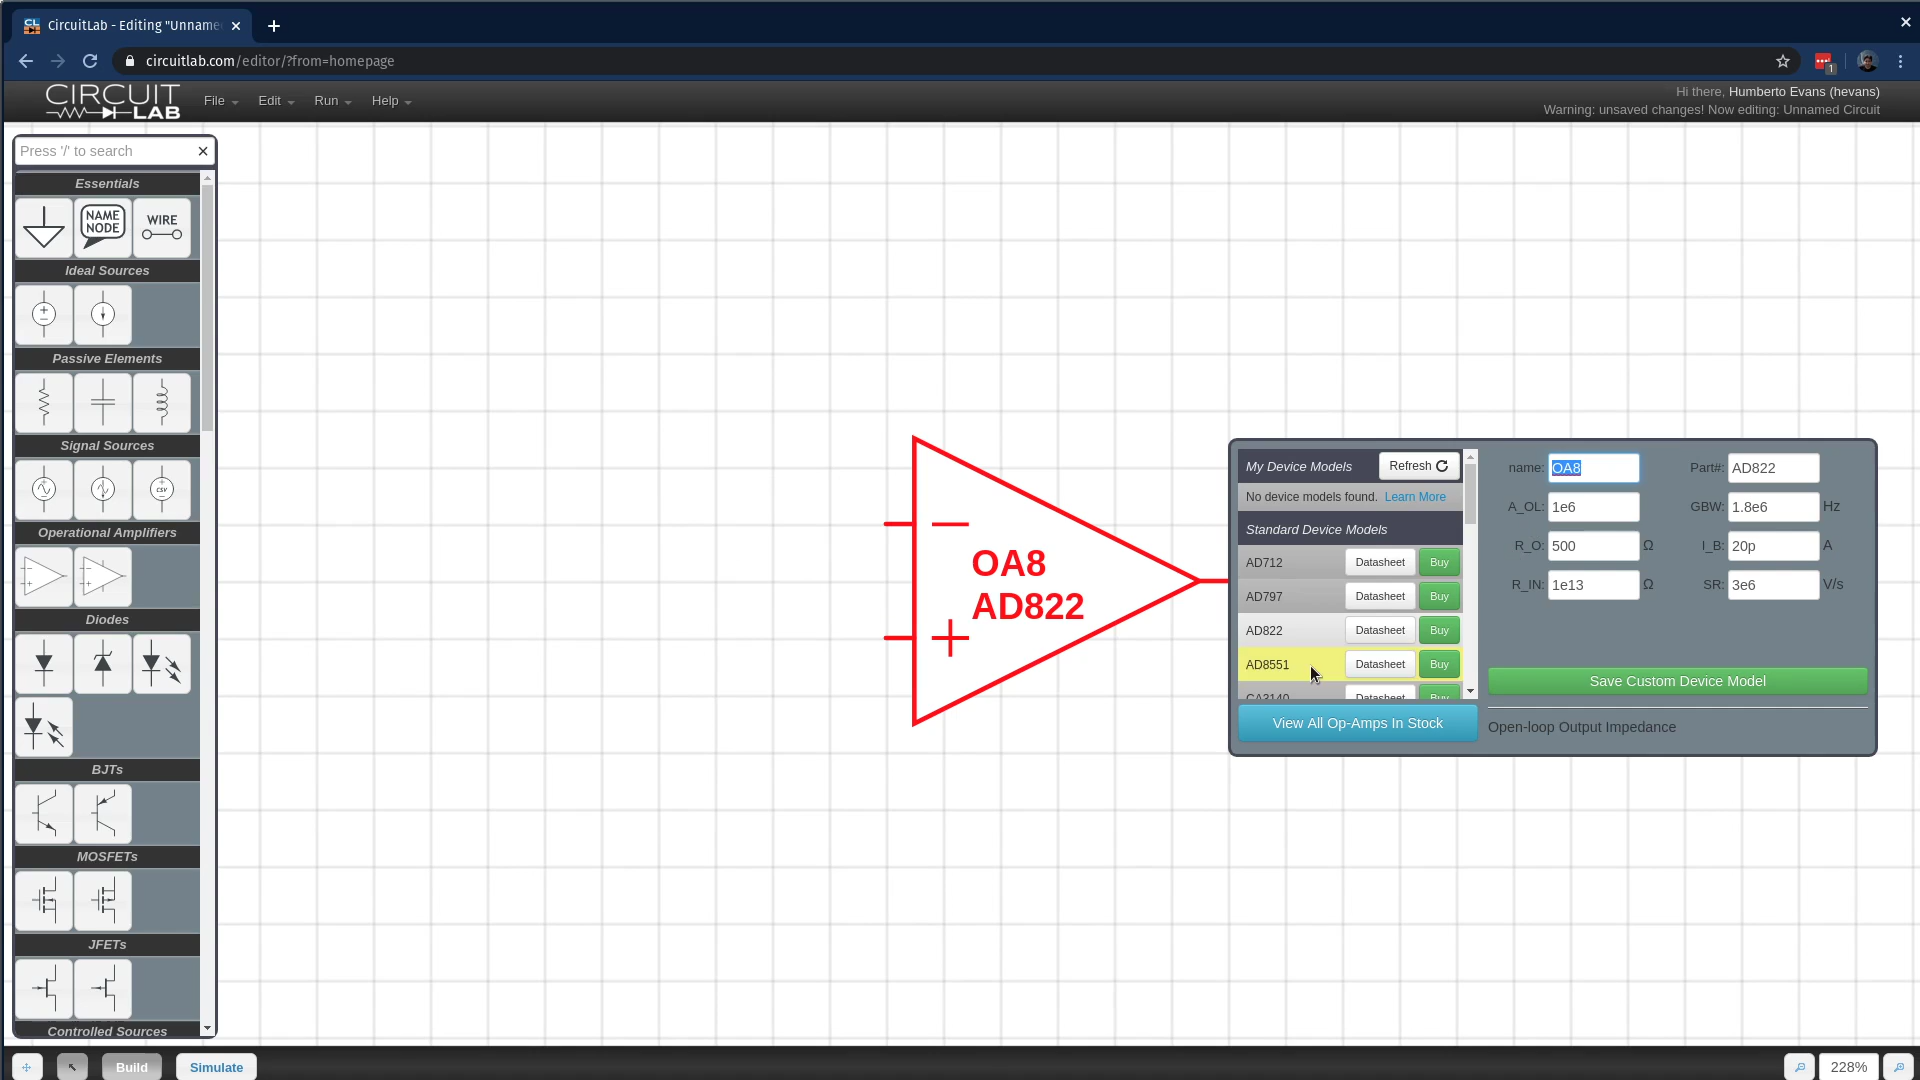 CircuitLab - Editing "Unname
circuitlab.com/editor/?from=homepage
1
CIRCUIT
LAB
File
Edit
Run
Help
Hi there, Humberto Evans (hevans)
Warning: unsaved changes! Now editing: Unnamed Circuit
Press '/' to search
Essentials
NAME
NODE
WIRE
Ideal Sources
Passive Elements
Signal Sources
CSV
Operational Amplifiers
Diodes
BJTs
MOSFETs
JFETs
Controlled Sources
OA8
AD822
My Device Models
Refresh
No device models found. Learn More
Standard Device Models
AD712 Datasheet Buy
AD797 Datasheet Buy
AD822 Datasheet Buy
AD8551 Datasheet Buy
CA3140 Datasheet Buy
View All Op-Amps In Stock
name: OA8 Part#: AD822
A_OL: 1e6 GBW: 1.8e6 Hz
R_O: 500 Ω I_B: 20p A
R_IN: 1e13 Ω SR: 3e6 V/s
Save Custom Device Model
Open-loop Output Impedance
Build
Simulate
228%